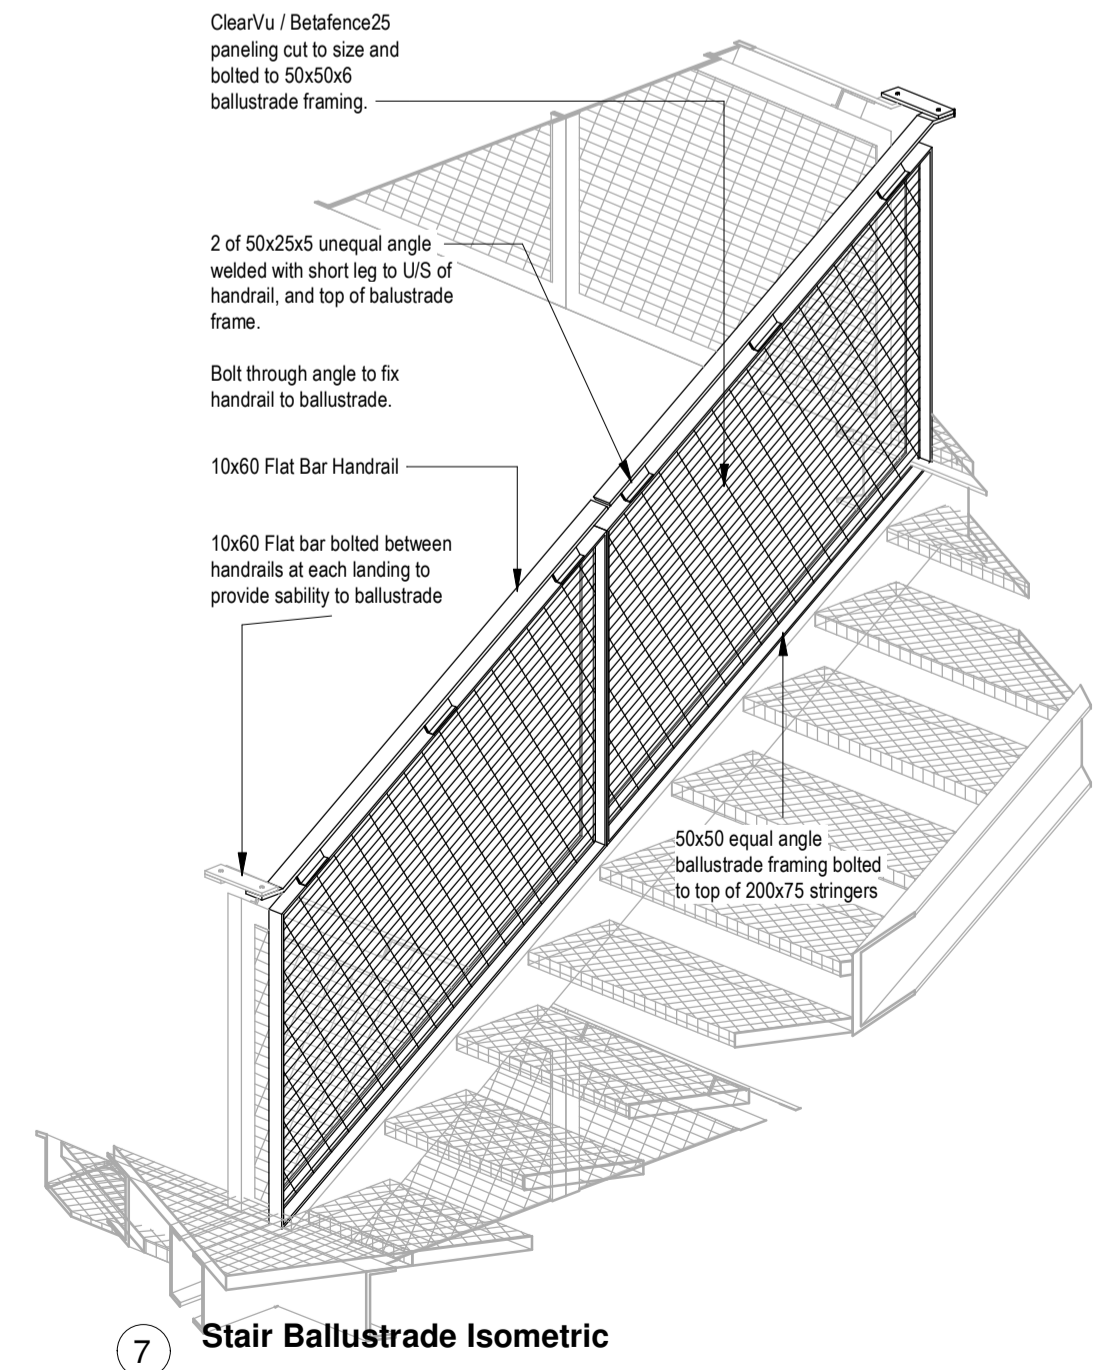 ClearVu / Betafence25
paneling cut to size and
bolted to 50x50x6
ballustrade framing.
2 of 50x25x5 unequal angle
welded with short leg to U/S of
handrail, and top of balustrade
frame.
Bolt through angle to fix
handrail to ballustrade.
10x60 Flat Bar Handrail
10x60 Flat bar bolted between
handrails at each landing to
provide sability to ballustrade
50x50 equal angle
ballustrade framing bolted
to top of 200x75 stringers
7 Stair Ballustrade Isometric